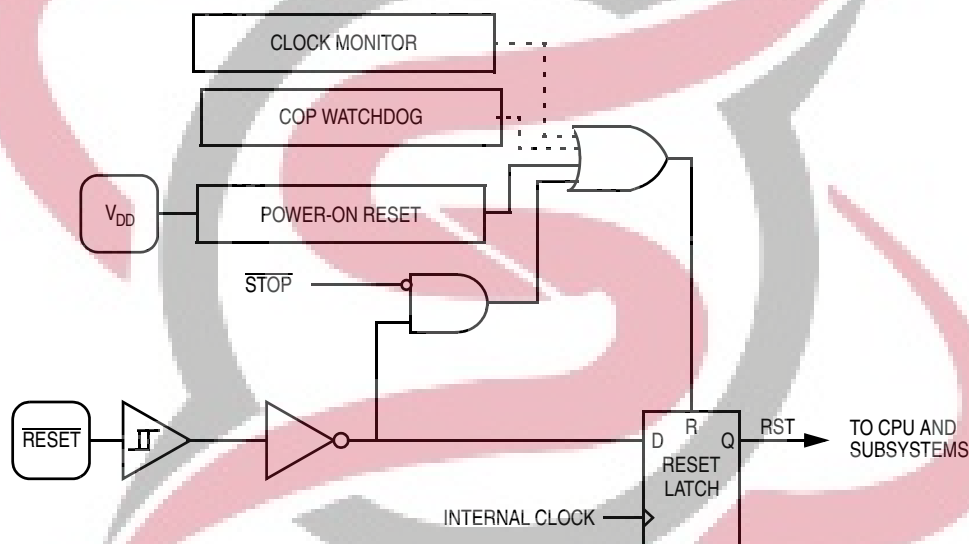 CLOCK MONITOR
COP WATCHDOG
VDD
POWER-ON RESET
STOP
RESET
D
R
Q
RESET
LATCH
RST
TO CPU AND
SUBSYSTEMS
INTERNAL CLOCK